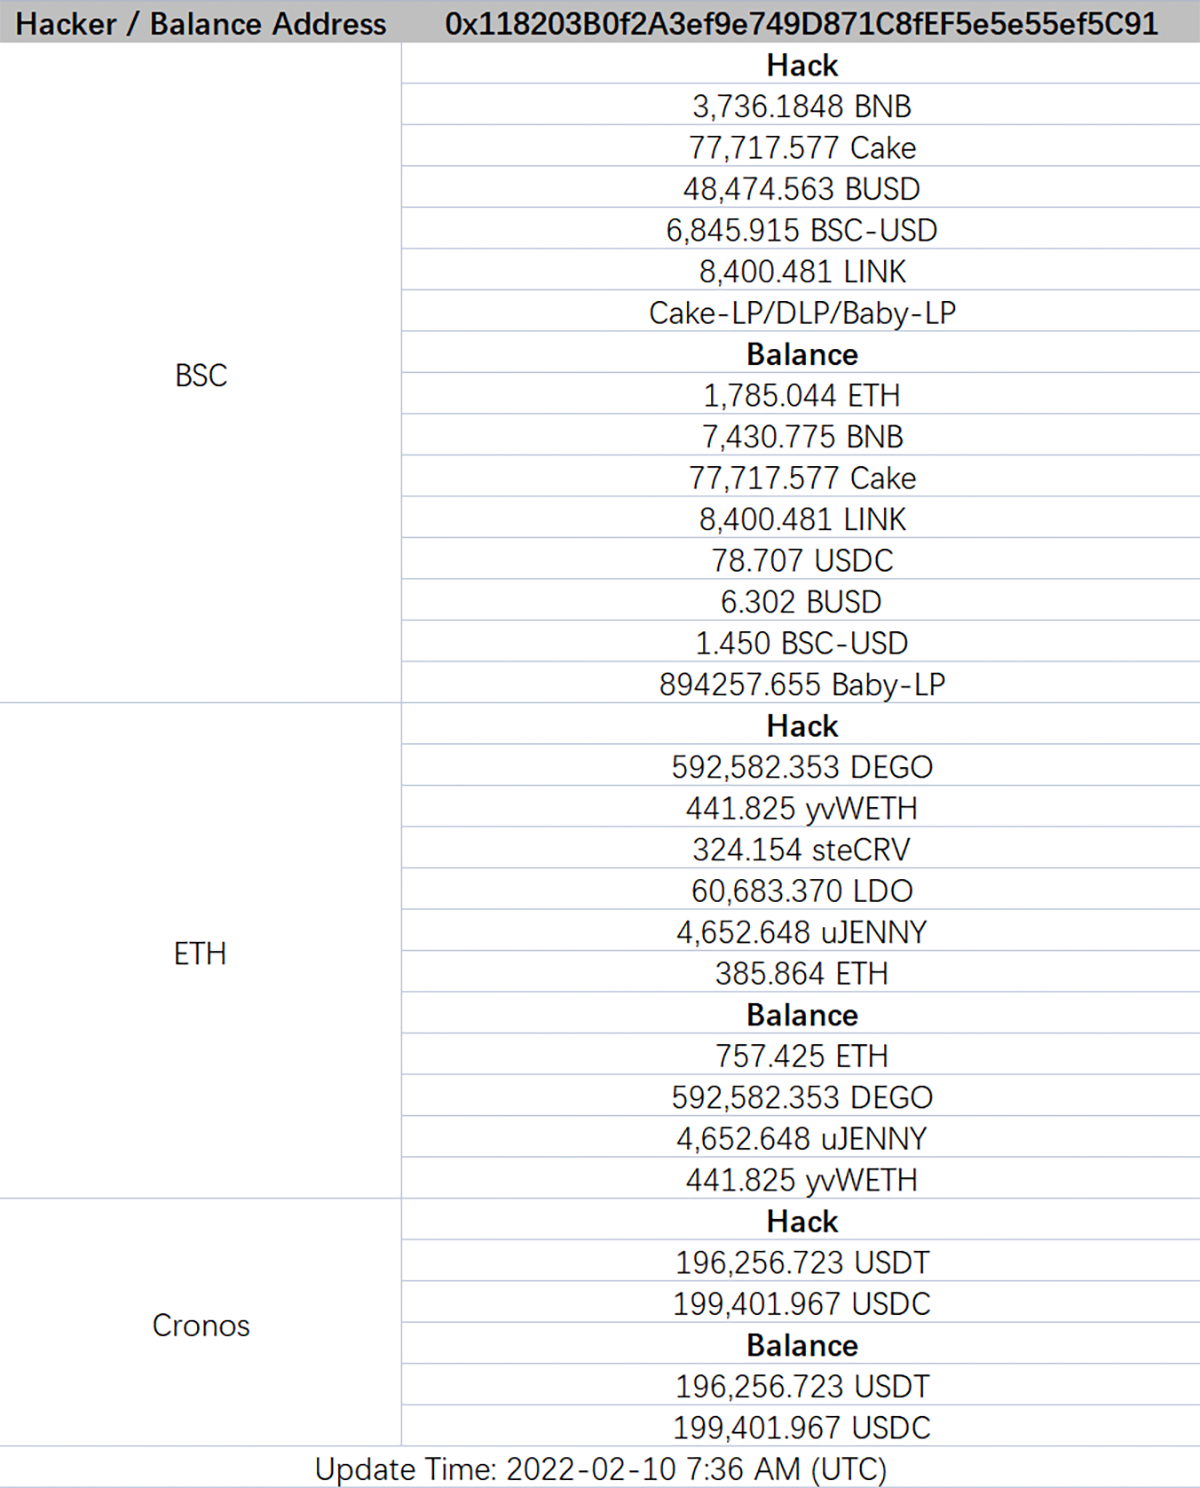 Hacker / Balance Address 0x118203B0f2A3ef9e749D871C8fEF5e5e55ef5C91
BSC
Hack
3,736.1848 BNB
77,717.577 Cake
48,474.563 BUSD
6,845.915 BSC-USD
8,400.481 LINK
Cake-LP/DLP/Baby-LP
Balance
1,785.044 ETH
7,430.775 BNB
77,717.577 Cake
8,400.481 LINK
78.707 USDC
6.302 BUSD
1.450 BSC-USD
894257.655 Baby-LP
ETH
Hack
592,582.353 DEGO
441.825 yvWETH
324.154 steCRV
60,683.370 LDO
4,652.648 uJENNY
385.864 ETH
Balance
757.425 ETH
592,582.353 DEGO
4,652.648 uJENNY
441.825 yvWETH
Cronos
Hack
196,256.723 USDT
199,401.967 USDC
Balance
196,256.723 USDT
199,401.967 USDC
Update Time: 2022-02-10 7:36 AM (UTC)